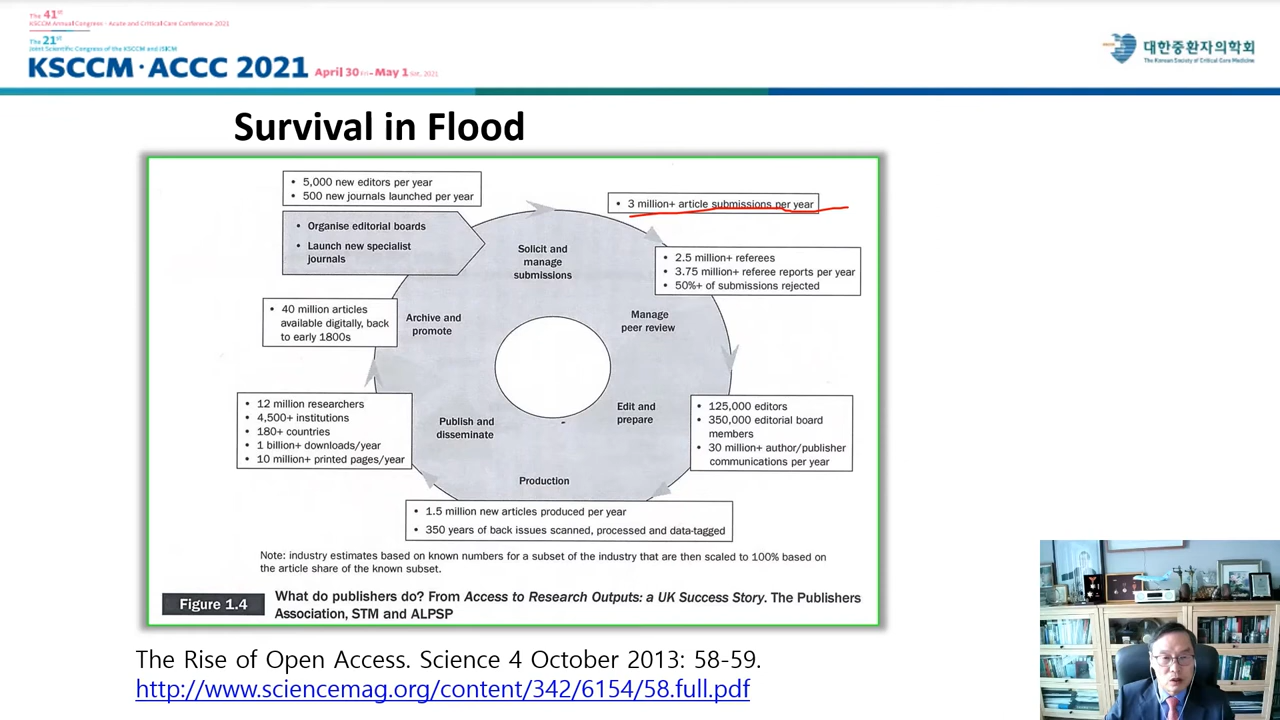 The 41st
KSCCM Annual Congress · Acute and Critical Care Conference 2021
The 21st
Joint Scientific Congress of the KSCCM and JSICM
KSCCM · ACCC 2021 April 30 Fri – May 1 Sat, 2021
대한중환자의학회
The Korean Society of Critical Care Medicine
Survival in Flood
• 5,000 new editors per year
• 500 new journals launched per year
• Organise editorial boards
• Launch new specialist
journals
• 3 million+ article submissions per year
Solicit and
manage
submissions
• 2.5 million+ referees
• 3.75 million+ referee reports per year
• 50%+ of submissions rejected
Manage
peer review
• 40 million articles
available digitally, back
to early 1800s
Archive and
promote
• 12 million researchers
• 4,500+ institutions
• 180+ countries
• 1 billion+ downloads/year
• 10 million+ printed pages/year
Publish and
disseminate
Edit and
prepare
• 125,000 editors
• 350,000 editorial board
members
• 30 million+ author/publisher
communications per year
Production
• 1.5 million new articles produced per year
• 350 years of back issues scanned, processed and data-tagged
Note: industry estimates based on known numbers for a subset of the industry that are then scaled to 100% based on
the article share of the known subset.
Figure 1.4
What do publishers do? From Access to Research Outputs: a UK Success Story. The Publishers
Association, STM and ALPSP
The Rise of Open Access. Science 4 October 2013: 58-59.
http://www.sciencemag.org/content/342/6154/58.full.pdf